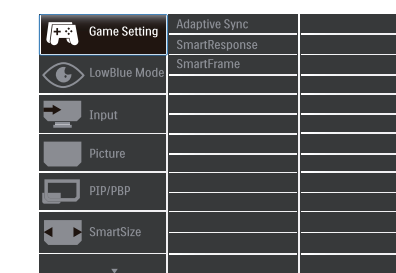 Game Setting
Adaptive Sync
SmartResponse
SmartFrame
LowBlue Mode
Input
Picture
PIP/PBP
SmartSize